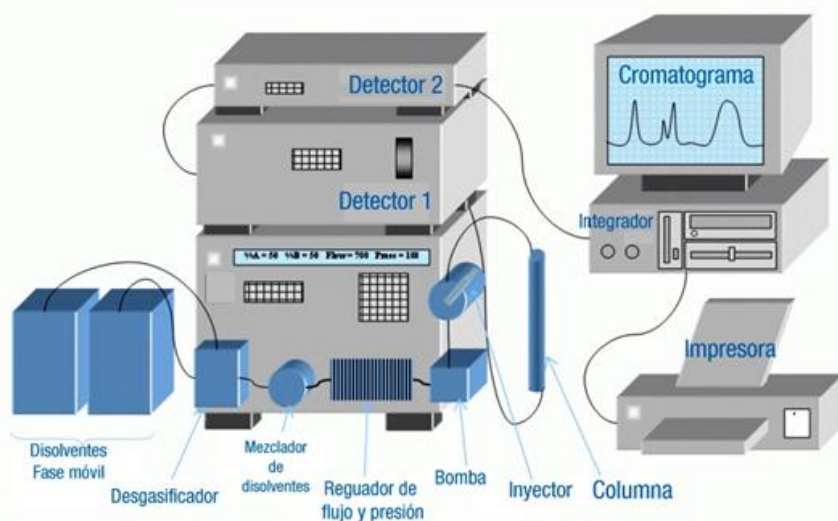 Detector 2
Detector 1
%A = 50 %B = 50 Flow = 700 Press = 188
Cromatograma
Integrador
Impresora
Disolventes
Fase móvil
Desgasificador
Mezclador
de
disolventes
Reguador de
flujo y presión
Bomba
Inyector
Columna